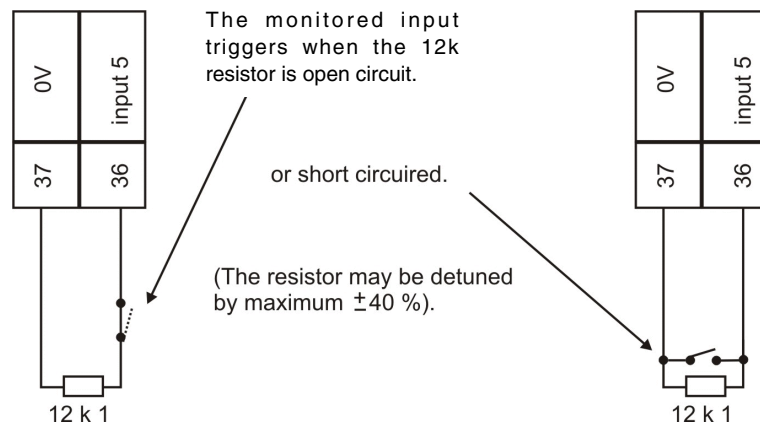 The monitored input
triggers when the 12k
resistor is open circuit.
0V
input 5
37
36
or short circuired.
(The resistor may be detuned
by maximum ±40 %).
12 k 1
0V
input 5
37
36
12 k 1